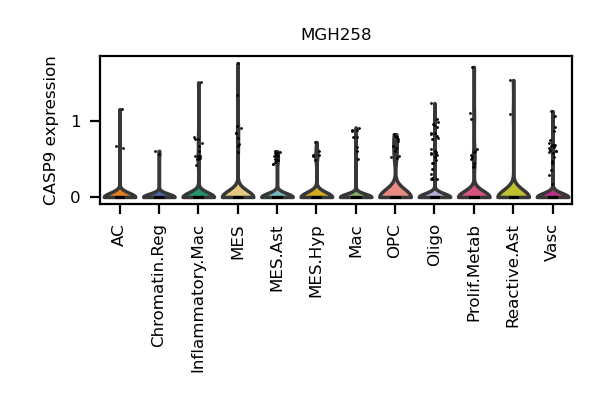 MGH258
CASP9 expression
1
0
AC
Chromatin.Reg
Inflammatory.Mac
MES
MES.Ast
MES.Hyp
Mac
OPC
Oligo
Prolif.Metab
Reactive.Ast
Vasc